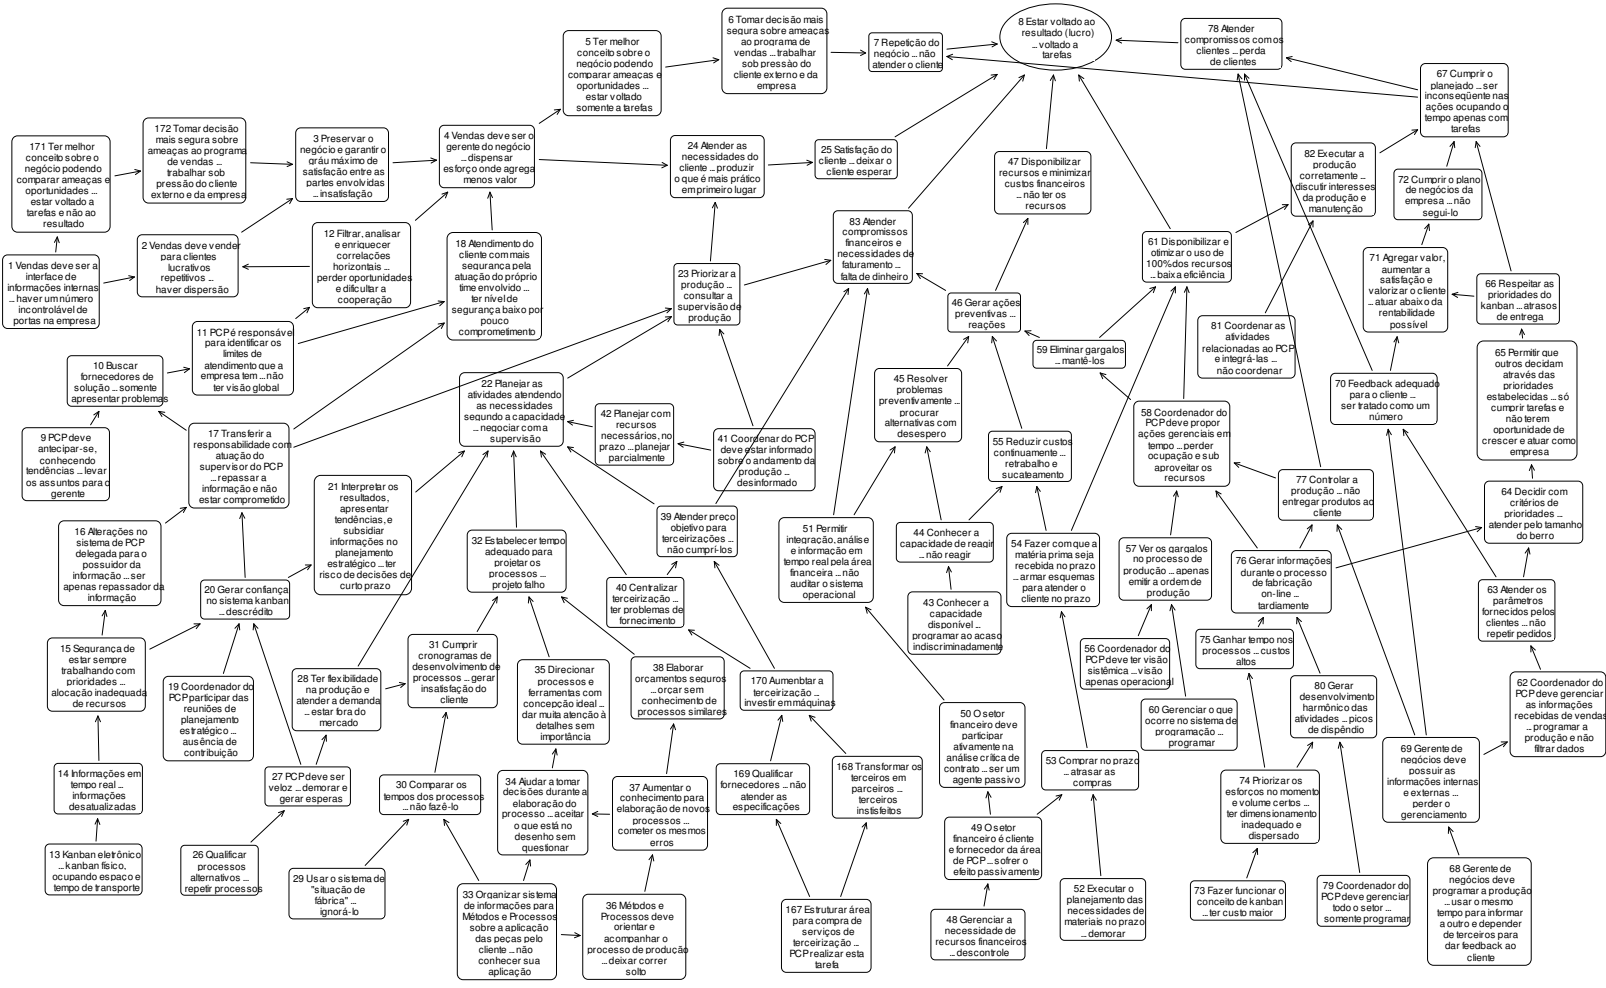 6 Tomar decisão mais
segura sobre ameaças
ao programa de
vendas ... trabalhar
sob pressào do
cliente externo e da
empresa
8 Estar voltado ao
resultado (lucro)
... voltado a
tarefas
78 Atender
compromissos com os
clientes ... perda
de clientes
5 Ter melhor
conceito sobre o
negócio podendo
comparar ameaças e
oportunidades ...
estar voltado
somente a tarefas
7 Repetição do
negócio ... não
atender o cliente
67 Cumprir o
planejado ... ser
inconseqüente nas
ações ocupando o
tempo apenas com
tarefas
171 Ter melhor
conceito sobre o
negócio podendo
comparar ameaças e
oportunidades ...
estar voltado a
tarefas e não ao
resultado
172 Tomar decisão
mais segura sobre
ameaças ao programa
de vendas ...
trabalhar sob
pressão do cliente
externo e da empresa
3 Preservar o
negócio e garantir o
gráu máximo de
satisfação entre as
partes envolvidas
... insatisfação
4 Vendas deve ser o
gerente do negócio
... dispensar
esforço onde agrega
menos valor
24 Atender as
necessidades do
cliente ... produzir
o que é mais prático
em primeiro lugar
25 Satisfação do
cliente ... deixar o
cliente esperar
47 Disponibilizar
recursos e minimizar
custos financeiros
... não ter os
recursos
82 Executar a
produção
corretamente ...
discutir interesses
da produção e
manutenção
72 Cumprir o plano
de negócios da
empresa ... não
segui-lo
1 Vendas deve ser a
interface de
informações internas
... haver um número
incontrolável de
portas na empresa
2 Vendas deve vender
para clientes
lucrativos
repetitivos ...
haver dispersão
12 Filtrar, analisar
e enriquecer
correlações
horizontais ...
perder oportunidades
e dificultar a
cooperação
18 Atendimento do
cliente com mais
segurança pela
atuação do próprio
time envolvido ...
ter nível de
segurança baixo por
pouco
comprometimento
23 Priorizar a
produção ...
consultar a
supervisão de
produção
83 Atender
compromissos
financeiros e
necessidades de
faturamento ...
falta de dinheiro
46 Gerar ações
preventivas ...
reações
61 Disponibilizar e
otimizar o uso de
100% dos recursos
... baixa eficiência
71 Agregar valor,
aumentar a
satisfação e
valorizar o cliente
... atuar abaixo da
rentabilidade
possível
66 Respeitar as
prioridades do
kanban ... atrasos
de entrega
10 Buscar
fornecedores de
solução ... somente
apresentar problemas
11 PCP é responsáve
para identificar os
limites de
atendimento que a
empresa tem ... não
ter visão global
59 Eliminar gargalos
... mantê-los
81 Coordenar as
atividades
relacionadas ao PCP
e integrá-las ...
não coordenar
65 Permitir que
outros decidam
através das
prioridades
estabelecidas ... só
cumprir tarefas e
não terem
oportunidade de
crescer e atuar como
empresa
9 PCP deve
antecipar-se,
conhecendo
tendências ... levar
os assuntos para o
gerente
17 Transferir a
responsabilidade com
atuação do
supervisor do PCP
... repassar a
informação e não
estar comprometido
22 Planejar as
atividades atendendo
as necessidades
segundo a capacidade
... negociar com a
supervisão
42 Planejar com
recursos
necessários, no
prazo ... planejar
parcialmente
41 Coordenar do PCP
deve estar informado
sobre o andamento da
produção ...
desinformado
45 Resolver
problemas
preventivamente ...
procurar
alternativas com
desespero
55 Reduzir custos
continuamente ...
retrabalho e
sucateamento
58 Coordenador do
PCP deve propor
ações gerenciais em
tempo ... perder
ocupação e sub
aproveitar os
recursos
70 Feedback adequado
para o cliente ...
ser tratado como um
número
77 Controlar a
produção ... não
entregar produtos ao
cliente
64 Decidir com
critérios de
prioridades ...
atender pelo tamanho
do berro
16 Alterações no
sistema de PCP
delegada para o
possuidor da
informação ... ser
apenas repassador da
informação
21 Interpretar os
resultados,
apresentar
tendências, e
subsidiar
informações no
planejamento
estratégico ... ter
risco de decisões de
curto prazo
20 Gerar confiança
no sistema kanban
... descrédito
32 Estabelecer tempo
adequado para
projetar os
processos ...
projeto falho
39 Atender preço
objetivo para
terceirizações ...
não cumprí-los
40 Centralizar
terceirização ...
ter problemas de
fornecimento
51 Permitir
integração, análise
e informação em
tempo real pela área
financeira ... não
auditar o sistema
operacional
44 Conhecer a
capacidade de reagir
... não reagir
43 Conhecer a
capacidade
disponível ...
programar ao acaso
indiscriminadamente
54 Fazer com que a
matéria prima seja
recebida no prazo
... armar esquemas
para atender o
cliente no prazo
57 Ver os gargalos
no processo de
produção ... apenas
emitir a ordem de
produção
76 Gerar informações
durante o processo
de fabricação
on-line ...
tardiamente
63 Atender os
parâmetros
fornecidos pelos
clientes ... não
repetir pedidos
15 Segurança de
estar sempre
trabalhando com
prioridades ...
alocação inadequada
de recursos
19 Coordenador do
PCP participar das
reuniões de
planejamento
estratégico ...
ausência de
contribuição
28 Ter flexibilidade
na produção e
atender a demanda
... estar fora do
mercado
31 Cumprir
cronogramas de
desenvolvimento de
processos ... gerar
insatisfação do
cliente
35 Direcionar
processos e
ferramentas com
concepção ideal ...
dar muita atenção à
detalhes sem
importância
38 Elaborar
orçamentos seguros
... orçar sem
conhecimento de
processos similares
170 Aumenbtar a
terceirização ...
investir em máquinas
56 Coordenador do
PCP deve ter visão
sistêmica ... visão
apenas operacional
75 Ganhar tempo nos
processos ... custos
altos
80 Gerar
desenvolvimento
harmônico das
atividades ... picos
de dispêndio
62 Coordenador do
PCP deve gerenciar
as informações
recebidas de vendas
... programar a
produção e não
filtrar dados
14 Informações em
tempo real ...
informações
desatualizadas
27 PCP deve ser
veloz ... demorar e
gerar esperas
30 Comparar os
tempos dos processos
... não fazê-lo
34 Ajudar a tomar
decisões durante a
elaboração do
processo ... aceitar
o que está no
desenho sem
questionar
37 Aumentar o
conhecimento para
elaboração de novos
processos ...
cometer os mesmos
erros
169 Qualificar
fornecedores ... não
atender as
especificações
168 Transformar os
terceiros em
parceiros ...
terceiros
instisfeitos
50 O setor
financeiro deve
participar
ativamente na
análise crítica de
contrato ... ser um
agente passivo
53 Comprar no prazo
... atrasar as
compras
60 Gerenciar o que
ocorre no sistema de
programação ...
programar
74 Priorizar os
esforços no momento
e volume certos ...
ter dimensionamento
inadequado e
dispersado
69 Gerente de
negócios deve
possuir as
informações internas
e externas ...
perder o
gerenciamento
13 Kanban eletrônico
... kanban físico,
ocupando espaço e
tempo de transporte
26 Qualificar
processos
alternativos ...
repetir processos
29 Usar o sistema de
"situação de
fábrica" ...
ignorá-lo
33 Organizar sistema
de informações para
Métodos e Processos
sobre a aplicação
das peças pelo
cliente ... não
conhecer sua
aplicação
36 Métodos e
Processos deve
orientar e
acompanhar o
processo de produção
... deixar correr
solto
167 Estruturar área
para compra de
serviços de
terceirização ...
PCP realizar esta
tarefa
49 O setor
financeiro é cliente
e fornecedor da área
de PCP ... sofrer o
efeito passivamente
48 Gerenciar a
necessidade de
recursos financeiros
... descontrole
52 Executar o
planejamento das
necessidades de
materiais no prazo
... demorar
73 Fazer funcionar o
conceito de kanban
... ter custo maior
79 Coordenador do
PCP deve gerenciar
todo o setor ...
somente programar
68 Gerente de
negócios deve
programar a produção
... usar o mesmo
tempo para informar
a outro e depender
de terceiros para
dar feedback ao
cliente